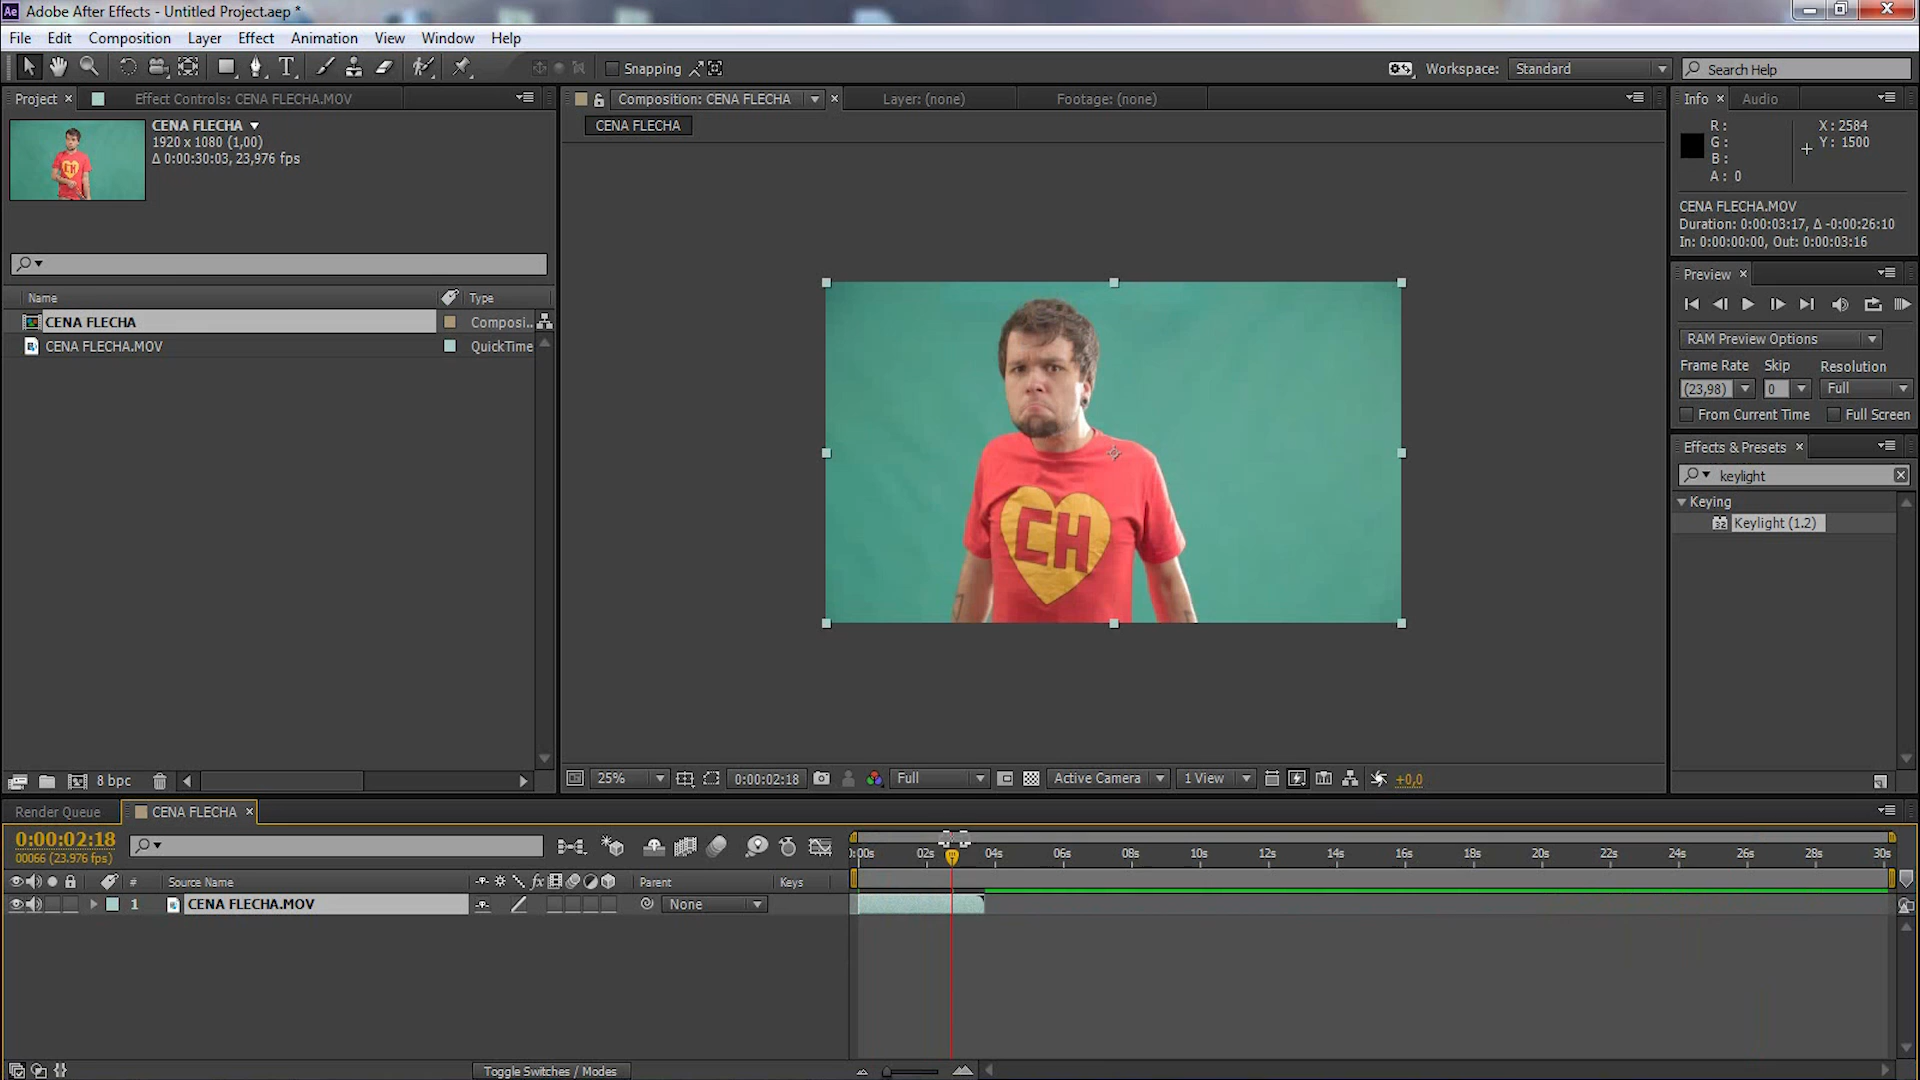 Ae Adobe After Effects - Untitled Project.aep *
File Edit Composition Layer Effect Animation View Window Help
T Snapping Workspace: Standard Search Help
Project × Effect Controls: CENA FLECHA.MOV
CENA FLECHA
1920 x 1080 (1,00)
Δ 0:00:30:03, 23,976 fps
Name Type
CENA FLECHA Composi...
CENA FLECHA.MOV QuickTime
8 bpc
Composition: CENA FLECHA × Layer: (none) Footage: (none)
CENA FLECHA
CH
25% 0:00:02:18 Full Active Camera 1 View +0,0
Info × Audio
R: X: 2584
G: Y: 1500
B:
A: 0
CENA FLECHA.MOV
Duration: 0:00:03:17, Δ -0:00:26:10
In: 0:00:00:00, Out: 0:00:03:16
Preview ×
RAM Preview Options
Frame Rate Skip Resolution
(23,98) 0 Full
From Current Time Full Screen
Effects & Presets ×
keylight
Keying
32 Keylight (1.2)
Render Queue CENA FLECHA ×
0:00:02:18
00066 (23.976 fps)
):00s 02s 04s 06s 08s 10s 12s 14s 16s 18s 20s 22s 24s 26s 28s 30s
# Source Name fx Parent Keys
1 CENA FLECHA.MOV None
Toggle Switches / Modes